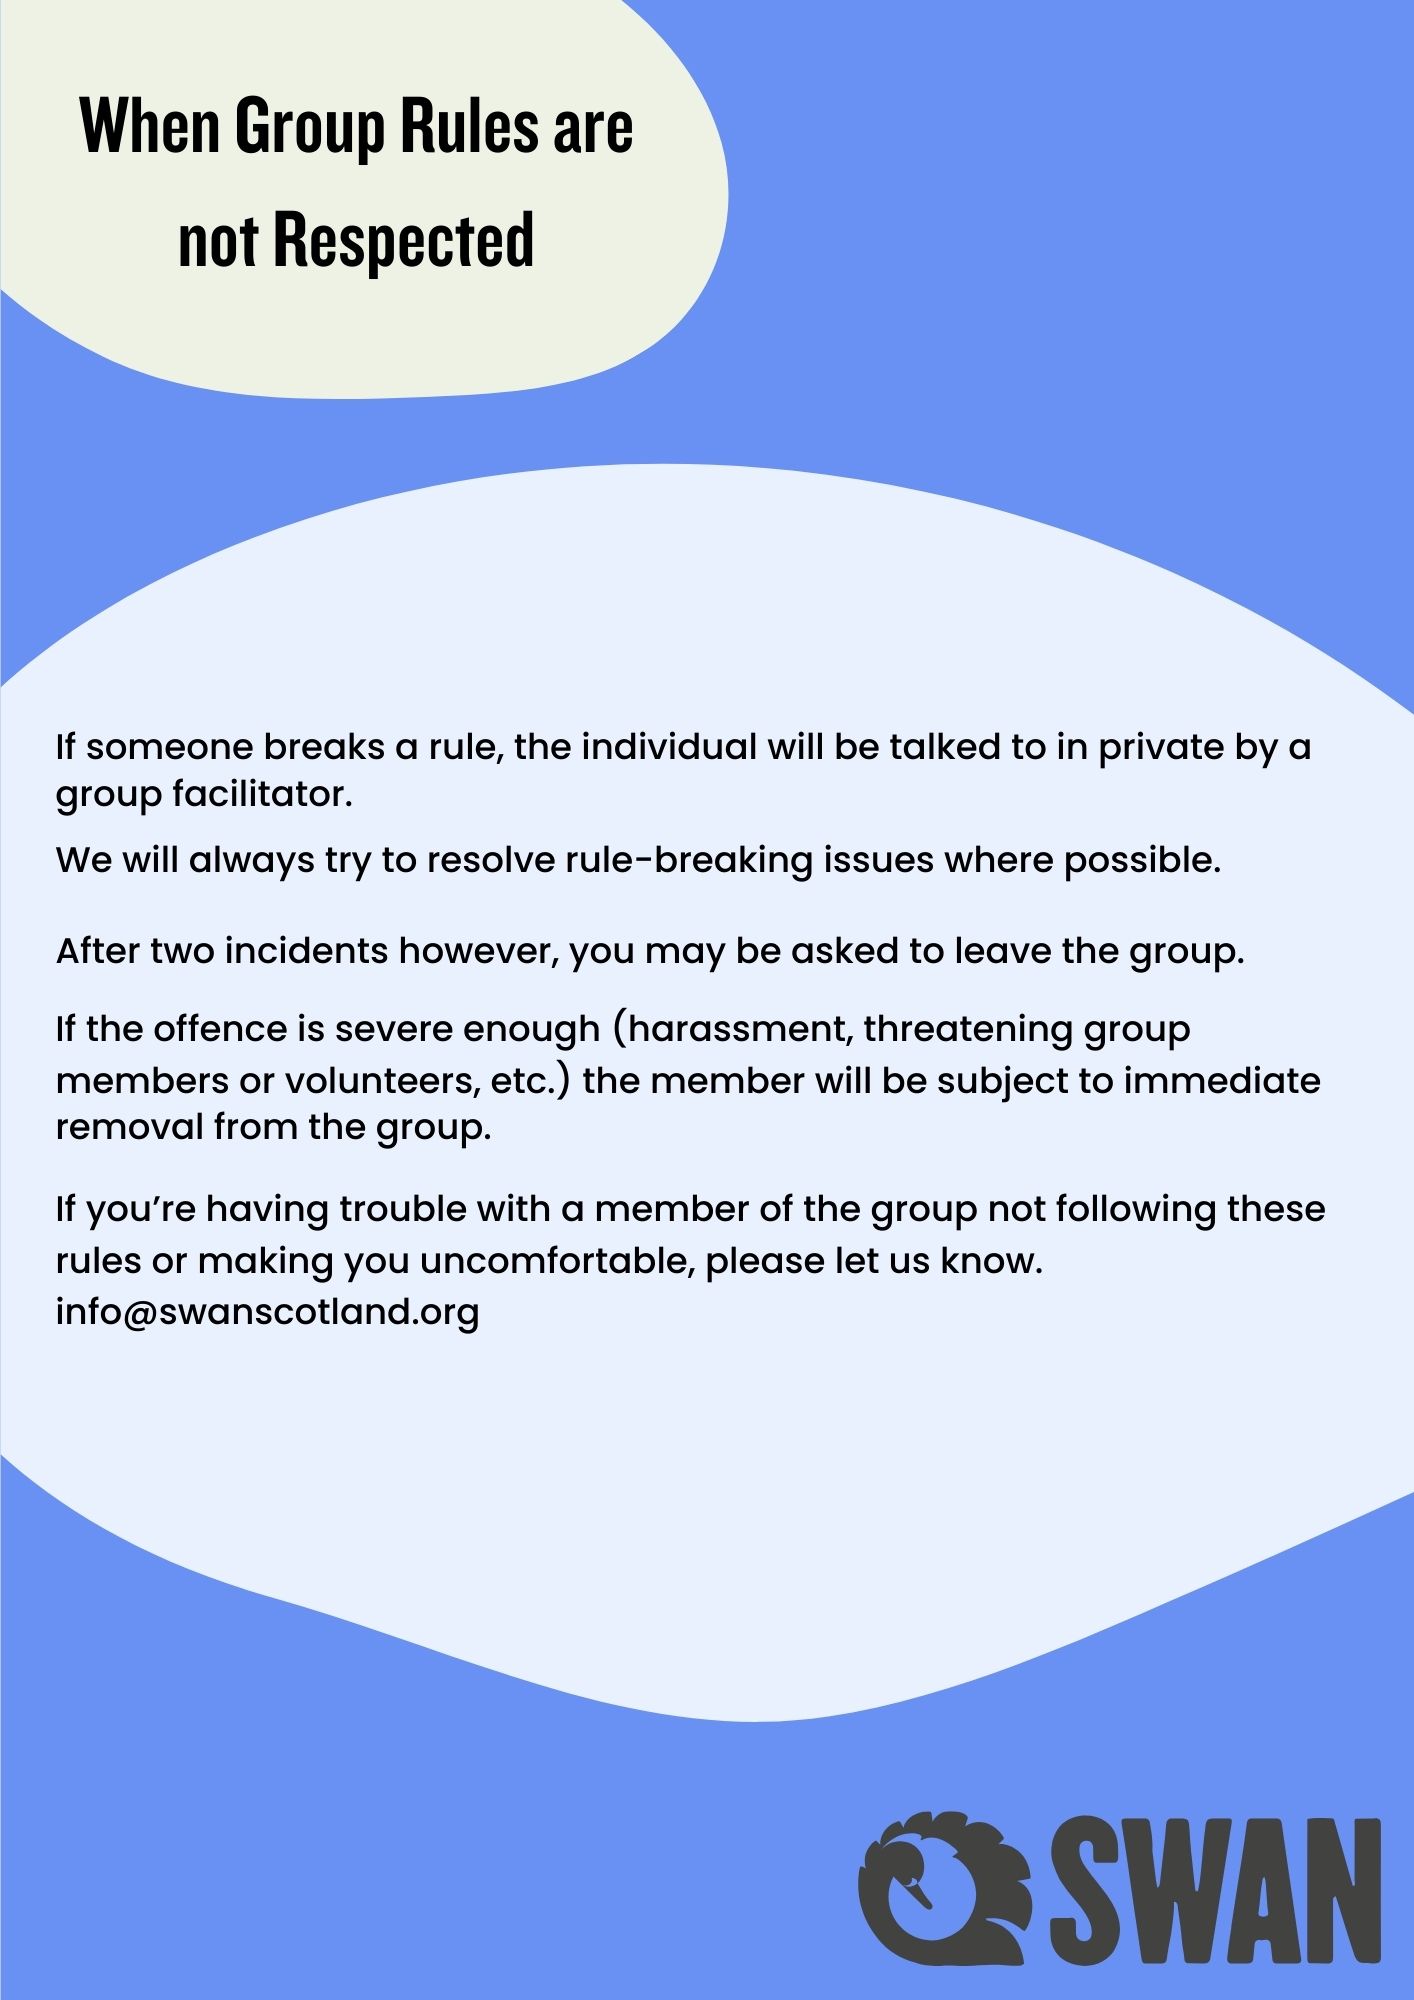 When Group Rules are
not Respected
If someone breaks a rule, the individual will be talked to in private by a
group facilitator.
We will always try to resolve rule-breaking issues where possible.
After two incidents however, you may be asked to leave the group.
If the offence is severe enough (harassment, threatening group
members or volunteers, etc.) the member will be subject to immediate
removal from the group.
If you’re having trouble with a member of the group not following these
rules or making you uncomfortable, please let us know.
info@swanscotland.org
SWAN